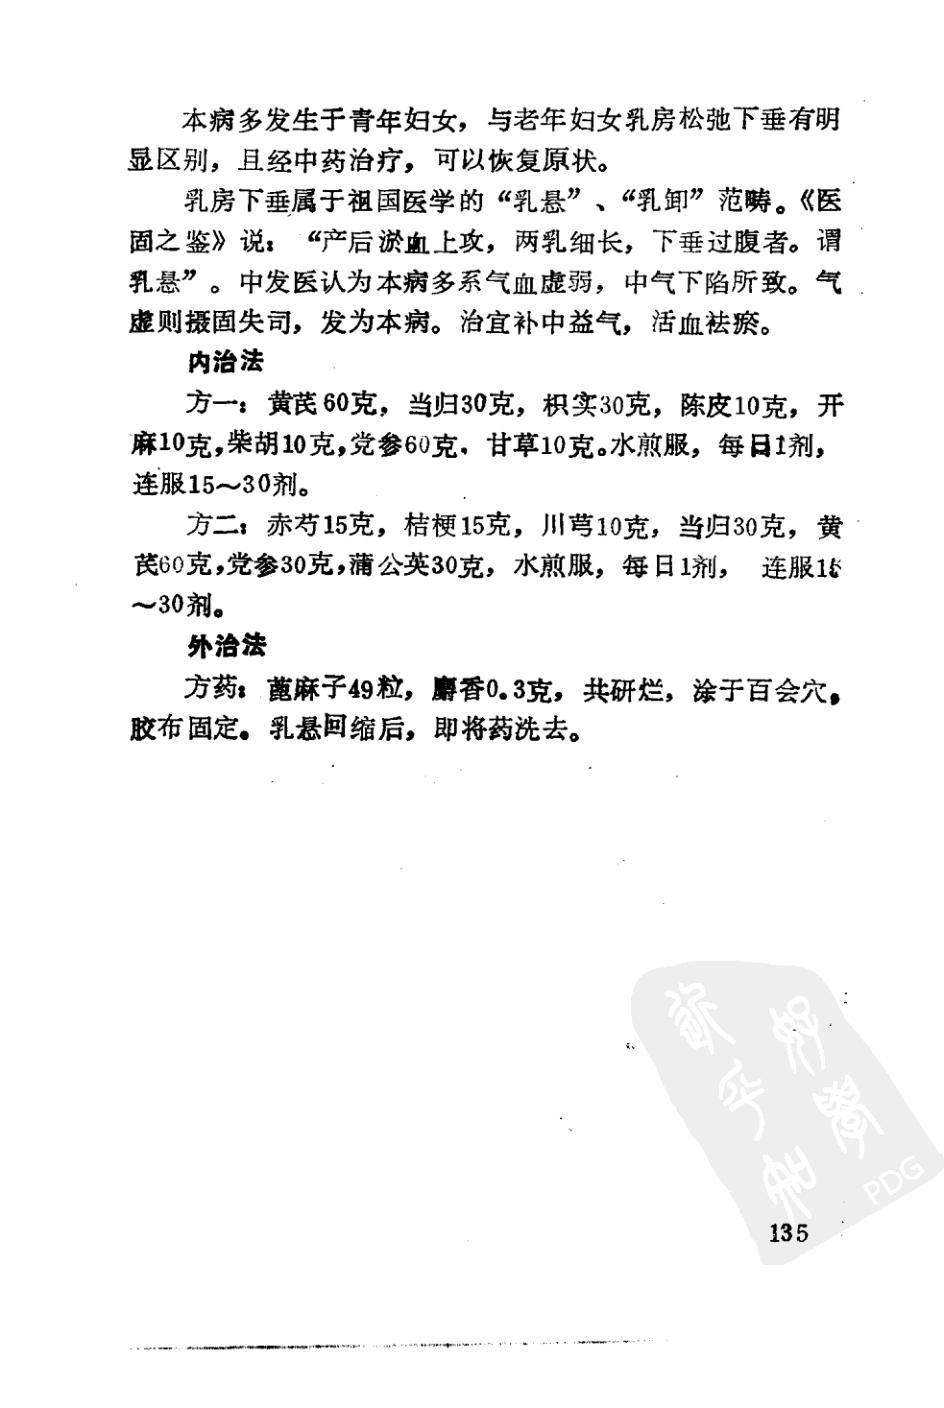 本病多发生于青年妇女，与老年妇女乳房松弛下垂有明
显区别，且经中药治疗，可以恢复原状。
乳房下垂属于祖国医学的“乳悬”、“乳卸”范畴。《医
固之鉴》说：“产后淤血上攻，两乳细长，下垂过腹者。谓
乳悬”。中发医认为本病多系气血虚弱，中气下陷所致。气
虚则摄固失司，发为本病。治宜补中益气，活血祛瘀。
内治法
方一：黄芪60克，当归30克，枳实30克，陈皮10克，开
麻10克，柴胡10克，党参60克，甘草10克。水煎服，每日1剂，
连服15～30剂。
方二：赤芍15克，桔梗15克，川芎10克，当归30克，黄
芪60克，党参30克，蒲公英30克，水煎服，每日1剂， 连服15
～30剂。
外治法
方药：蓖麻子49粒，麝香0.3克，共研烂，涂于百会穴，
胶布固定。乳悬回缩后，即将药洗去。
PDG
135